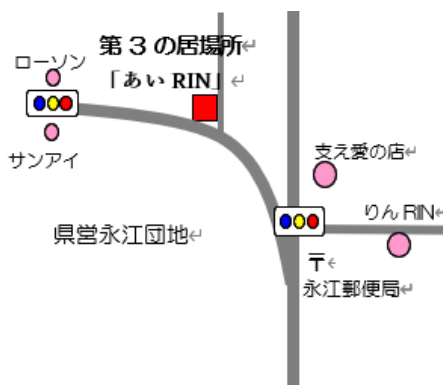 第３の居場所↵
ローソン
「あい RIN」↵
サンアイ
支え愛の店↵
りん RIN↵
県営永江団地↵
〒↵
永江郵便局↵